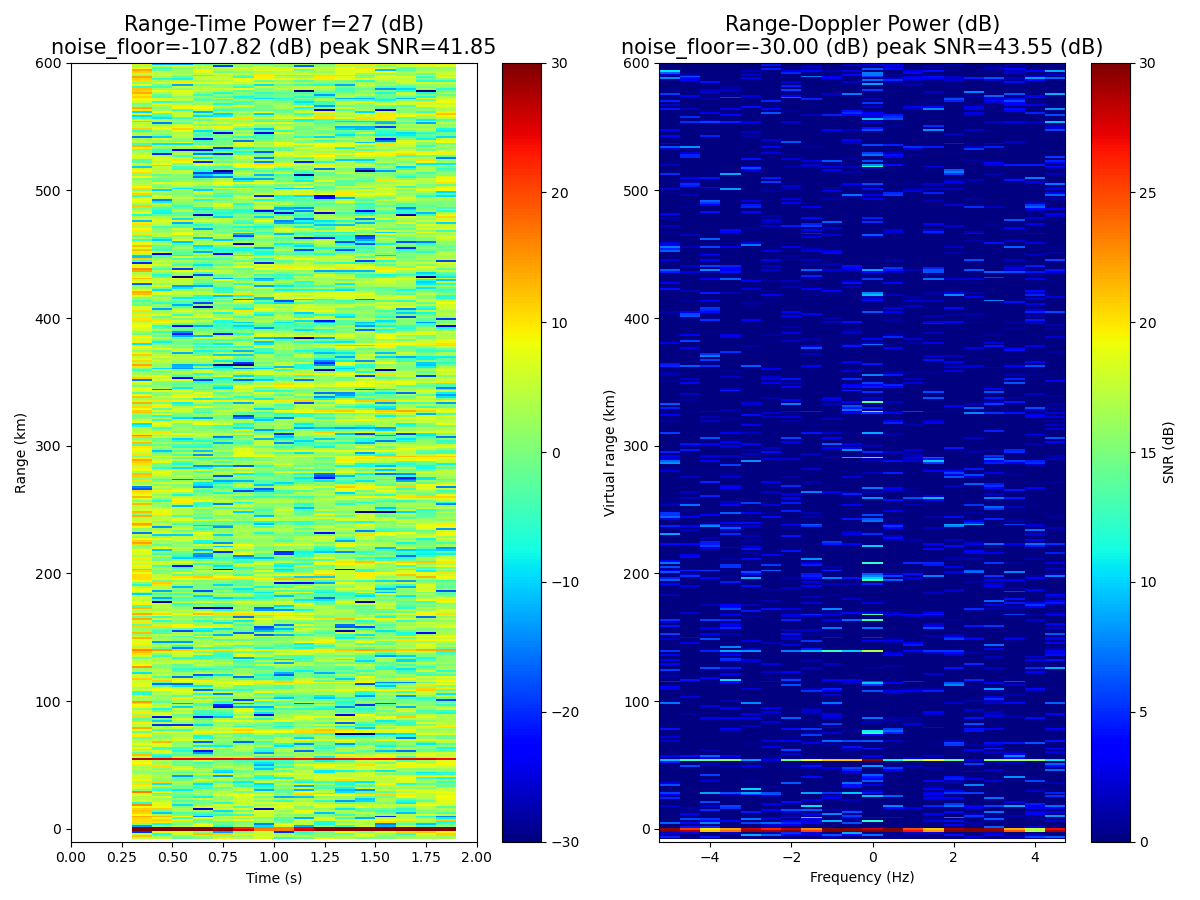 Range-Time Power f=27 (dB)
noise_floor=-107.82 (dB) peak SNR=41.85
Range (km)
600
500
400
300
200
100
0
0.00 0.25 0.50 0.75 1.00 1.25 1.50 1.75 2.00
Time (s)
30
20
10
0
−10
−20
−30
Range-Doppler Power (dB)
noise_floor=-30.00 (dB) peak SNR=43.55 (dB)
Virtual range (km)
600
500
400
300
200
100
0
−4 −2 0 2 4
Frequency (Hz)
30
25
20
15
10
5
0
SNR (dB)